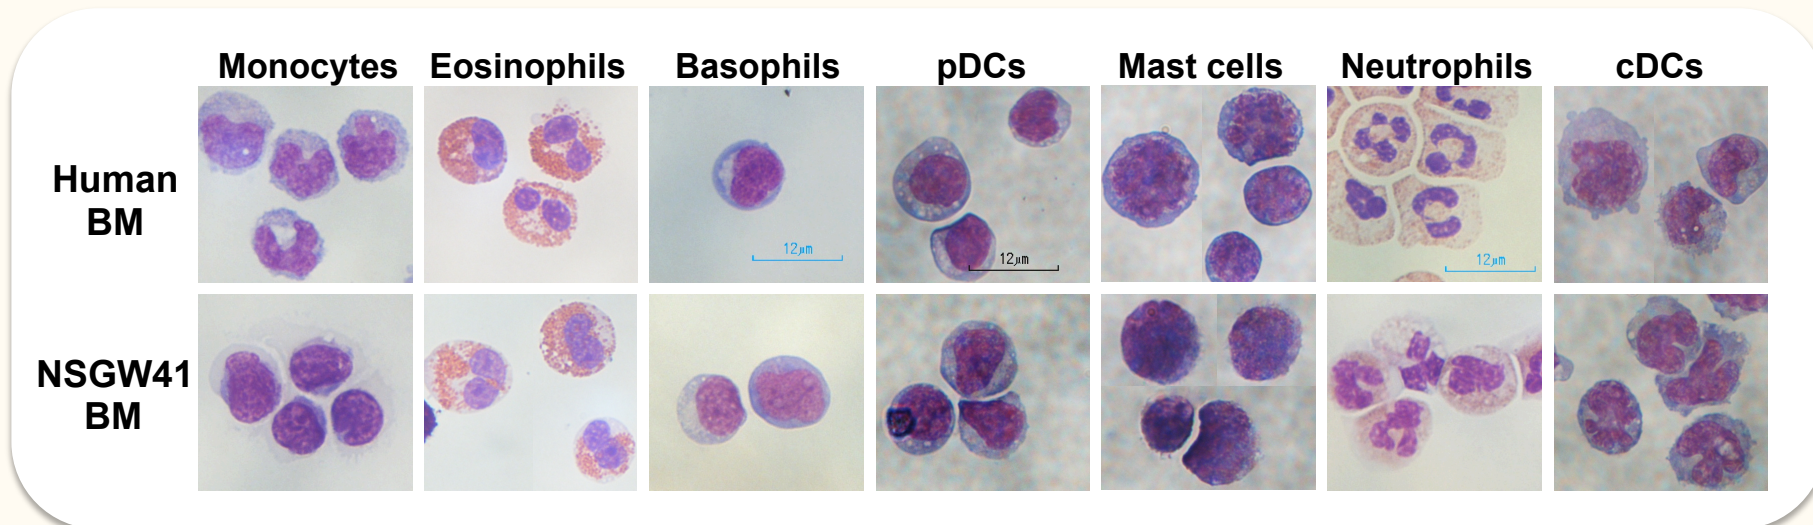 Monocytes Eosinophils Basophils pDCs Mast cells Neutrophils cDCs
Human
BM
12μm
12μm
12μm
NSGW41
BM